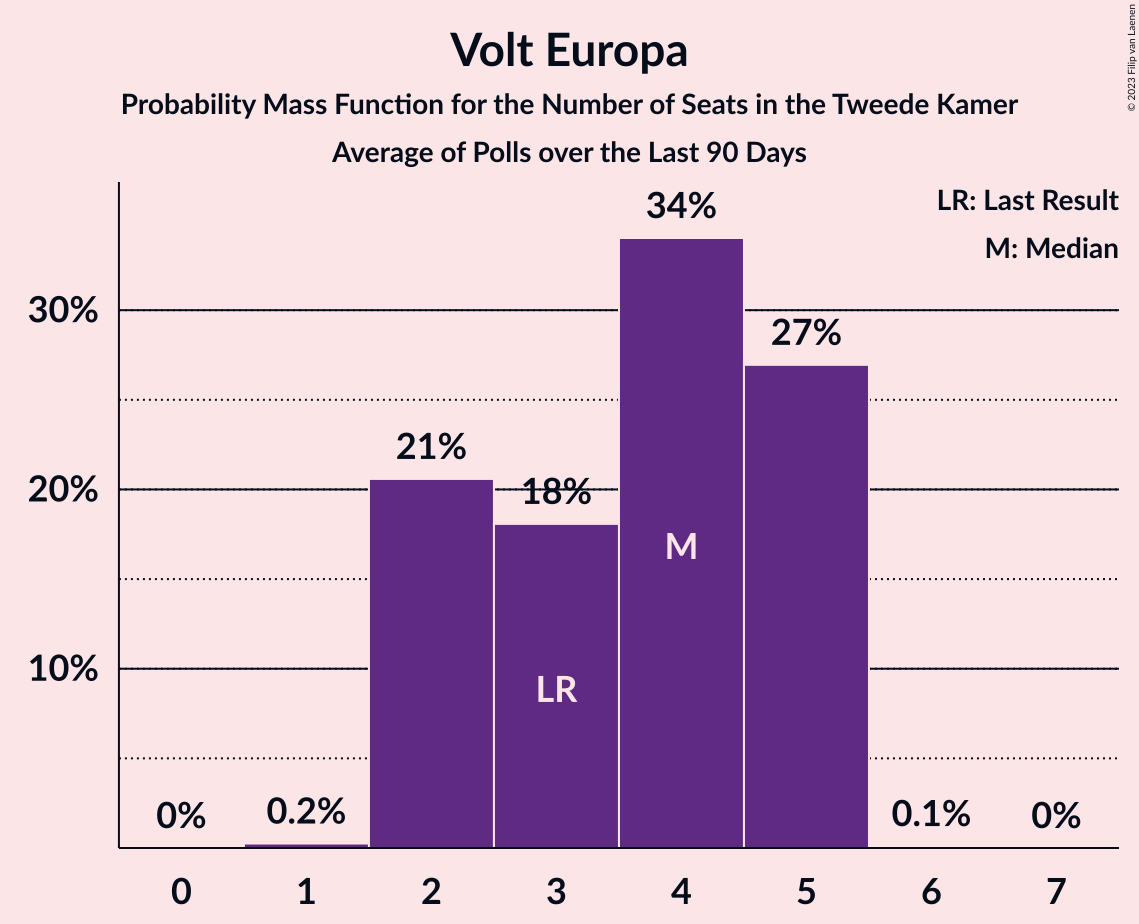 Volt Europa
Probability Mass Function for the Number of Seats in the Tweede Kamer
Average of Polls over the Last 90 Days
© 2023 Filip van Laenen
LR: Last Result
M: Median
34%
30%
27%
21%
20%
18%
M
10%
LR
0%
0.2%
0.1%
0%
0 1 2 3 4 5 6 7